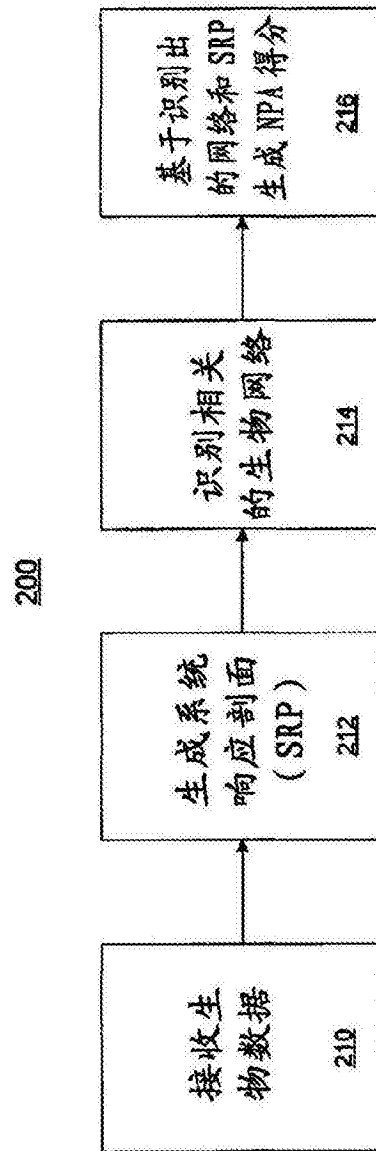 200
接收生
物数据
210
生成系统
响应剖面
(SRP)
212
识别相关
的生物网络
214
基于识别出
的网络和SRP
生成NPA得分
216